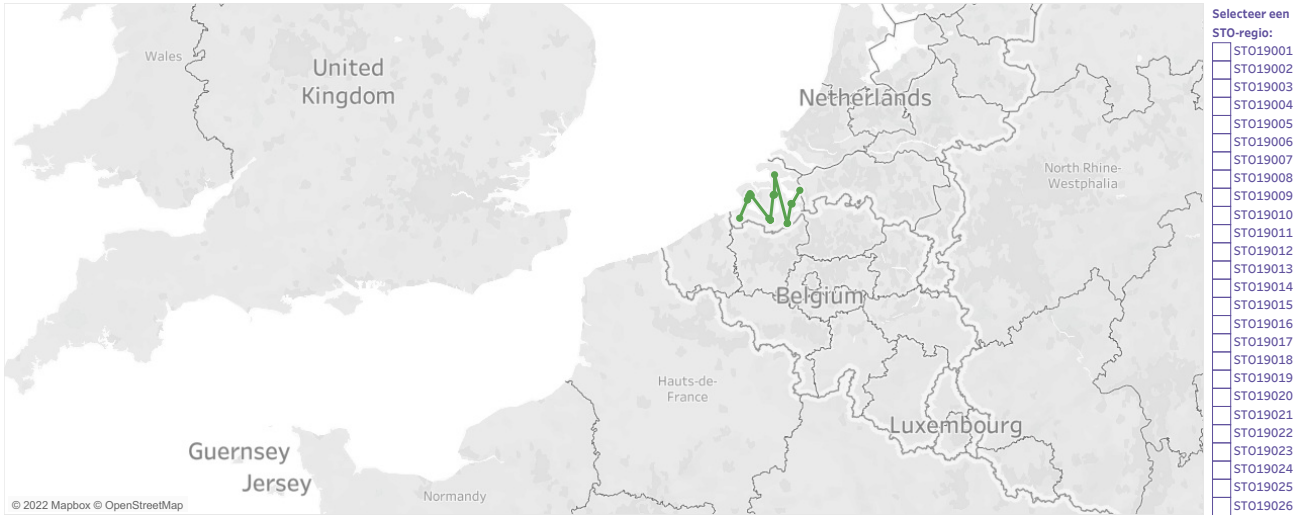 Wales
United
Kingdom
Netherlands
North Rhine-
Westphalia
Belgium
Hauts-de-
France
Luxembourg
Guernsey
Jersey
Normandy
© 2022 Mapbox © OpenStreetMap
Selecteer een
STO-regio:
STO19001
STO19002
STO19003
STO19004
STO19005
STO19006
STO19007
STO19008
STO19009
STO19010
STO19011
STO19012
STO19013
STO19014
STO19015
STO19016
STO19017
STO19018
STO19019
STO19020
STO19021
STO19022
STO19023
STO19024
STO19025
STO19026